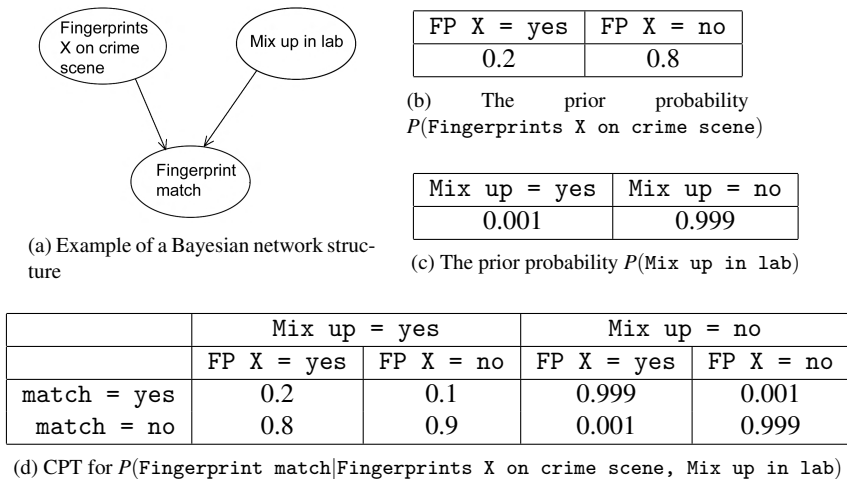 Fingerprints
X on crime
scene
Mix up in lab
Fingerprint
match
(a) Example of a Bayesian network struc-
ture
FP X = yes FP X = no
0.2 0.8
(b) The prior probability
P(Fingerprints X on crime scene)
Mix up = yes Mix up = no
0.001 0.999
(c) The prior probability P(Mix up in lab)
Mix up = yes Mix up = no
FP X = yes FP X = no FP X = yes FP X = no
match = yes 0.2 0.1 0.999 0.001
match = no 0.8 0.9 0.001 0.999
(d) CPT for P(Fingerprint match|Fingerprints X on crime scene, Mix up in lab)